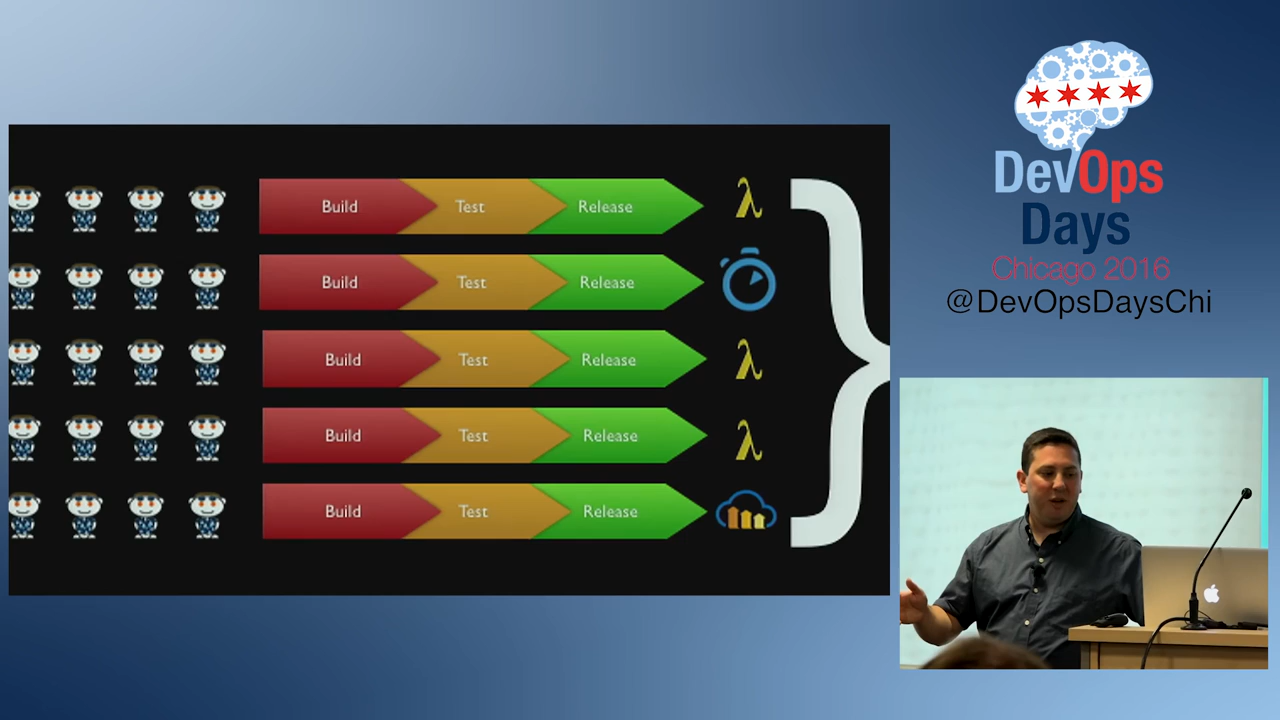 Build Test Release λ
Build Test Release
Build Test Release λ
Build Test Release λ
Build Test Release
}
DevOps
Days
Chicago 2016
@DevOpsDaysChi